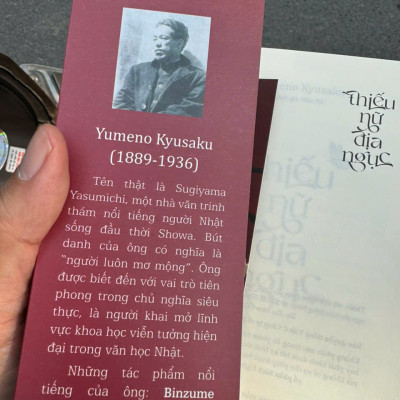 Yumeno Kyusaku
(1889-1936)
Tên thật là Sugiyama
Yasumichi, một nhà văn trinh
thám nổi tiếng người Nhật
sống đầu thời Showa. Bút
danh của ông có nghĩa là
“người luôn mơ mộng”. Ông
được biết đến với vai trò tiên
phong trong chủ nghĩa siêu
thực, là người khai mở lĩnh
vực khoa học viễn tưởng hiện
đại trong văn học Nhật.
Những tác phẩm nổi
tiếng của ông: Binzume
thiếu
nữ
địa
ngục